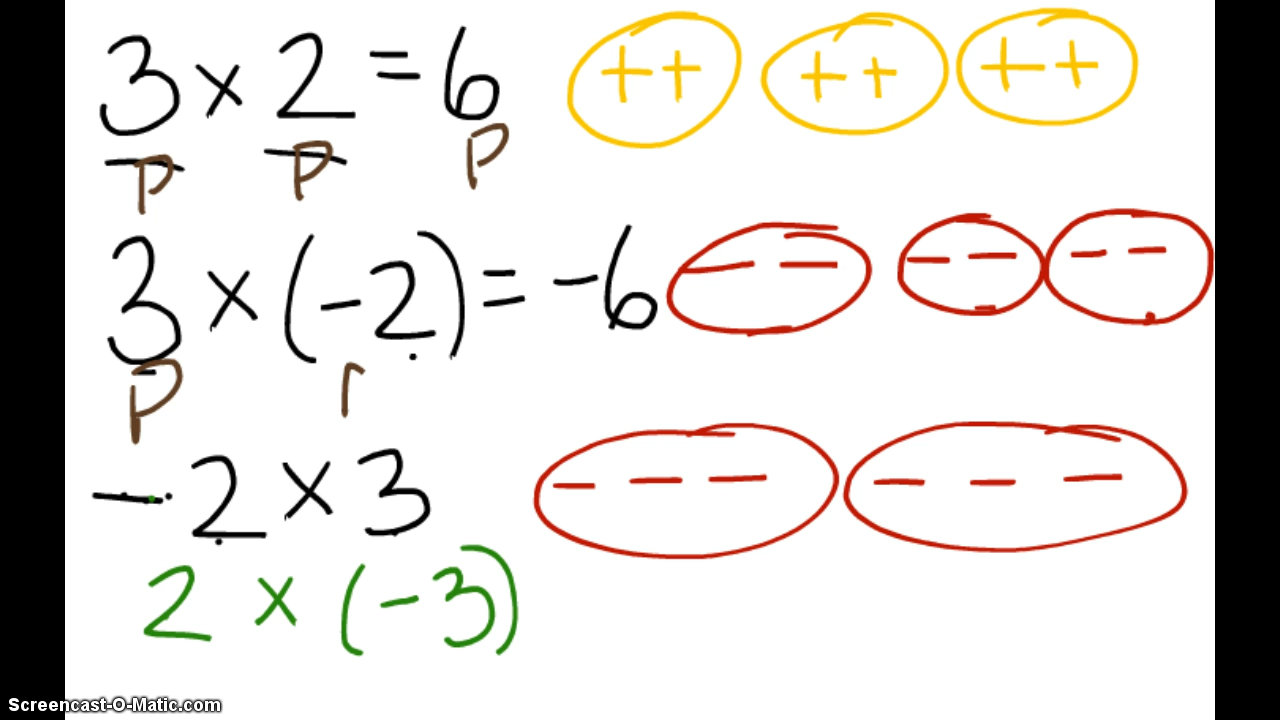 3 × 2 = 6 ++ ++ ++
p p p
3 × (-2) = -6 -- -- --
p r
-2 × 3 --- ---
2 × (-3)
Screencast-O-Matic.com